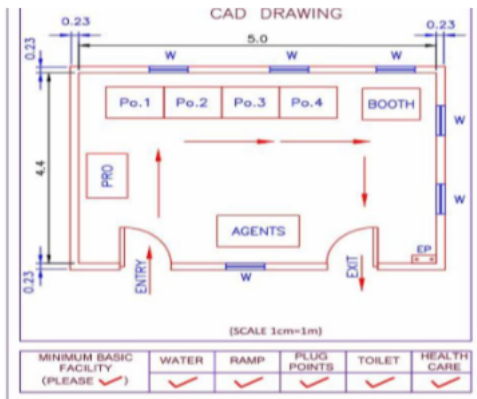 CAD DRAWING
0.23 5.0 0.23
0.23
W W W
Po.1 Po.2 Po.3 Po.4 BOOTH
W
4.4
PRO
W
AGENTS
EP
0.23 ENTRY W EXIT
(SCALE 1cm=1m)
MINIMUM BASIC FACILITY (PLEASE ✓) WATER RAMP PLUG POINTS TOILET HEALTH CARE
✓ ✓ ✓ ✓ ✓